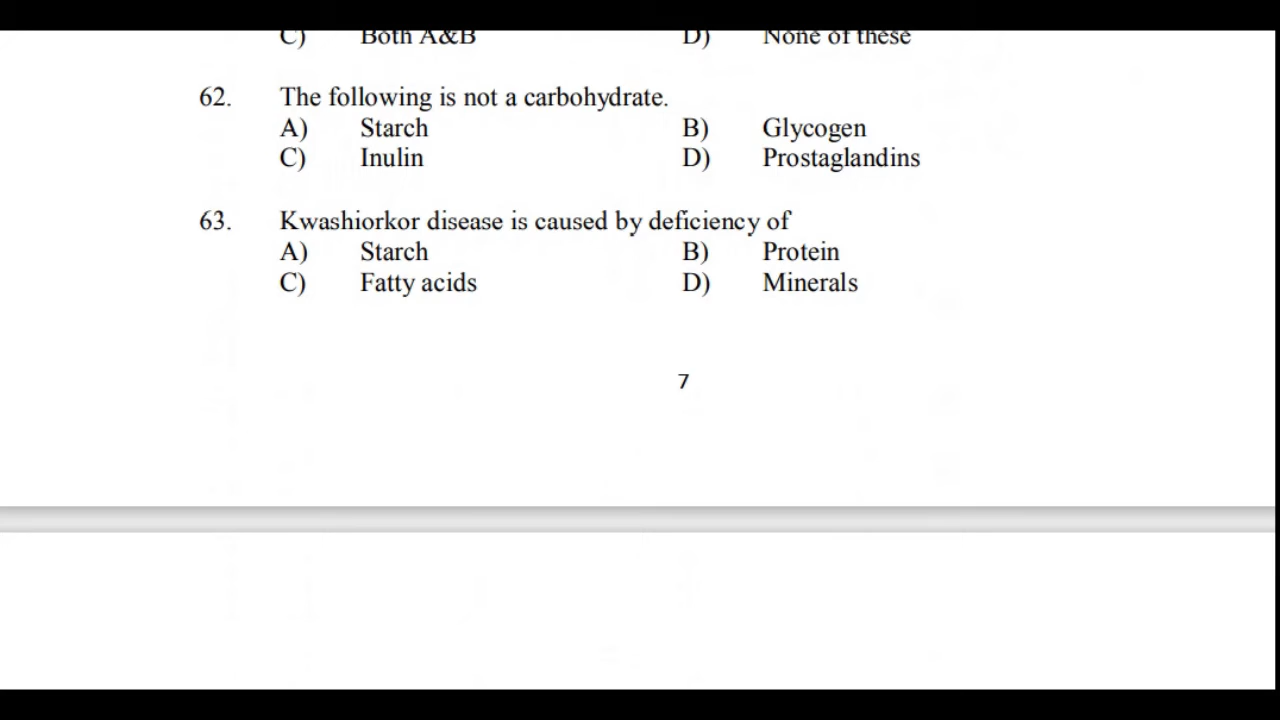 C) Both A&B D) None of these
62. The following is not a carbohydrate.
A) Starch B) Glycogen
C) Inulin D) Prostaglandins
63. Kwashiorkor disease is caused by deficiency of
A) Starch B) Protein
C) Fatty acids D) Minerals
7